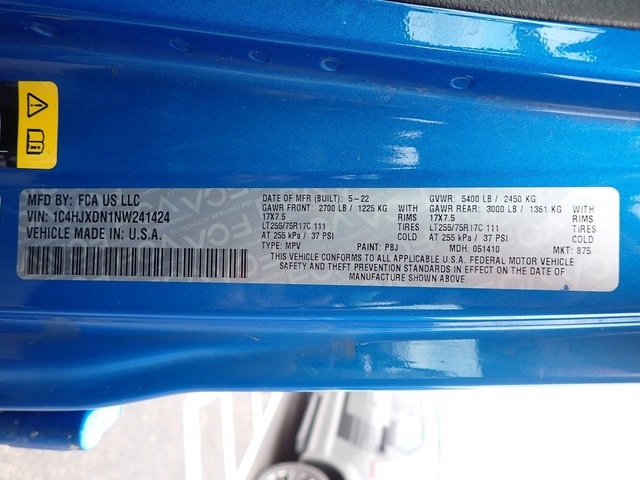 MFD BY: FCA US LLC
VIN: 1C4HJXDN1NW241424
VEHICLE MADE IN: U.S.A.
DATE OF MFR (BUILT): 5-22
GAWR FRONT: 2700 LB / 1225 KG WITH
17X7.5 RIMS
LT255/75R17C 111 TIRES
AT 255 kPa / 37 PSI COLD
TYPE: MPV PAINT: PBJ
GVWR: 5400 LB / 2450 KG
GAWR REAR: 3000 LB / 1361 KG WITH
17X7.5 RIMS
LT255/75R17C 111 TIRES
AT 255 kPa / 37 PSI COLD
MDH: 051410 MKT: 875
THIS VEHICLE CONFORMS TO ALL APPLICABLE U.S.A. FEDERAL MOTOR VEHICLE
SAFETY AND THEFT PREVENTION STANDARDS IN EFFECT ON THE DATE OF
MANUFACTURE SHOWN ABOVE.